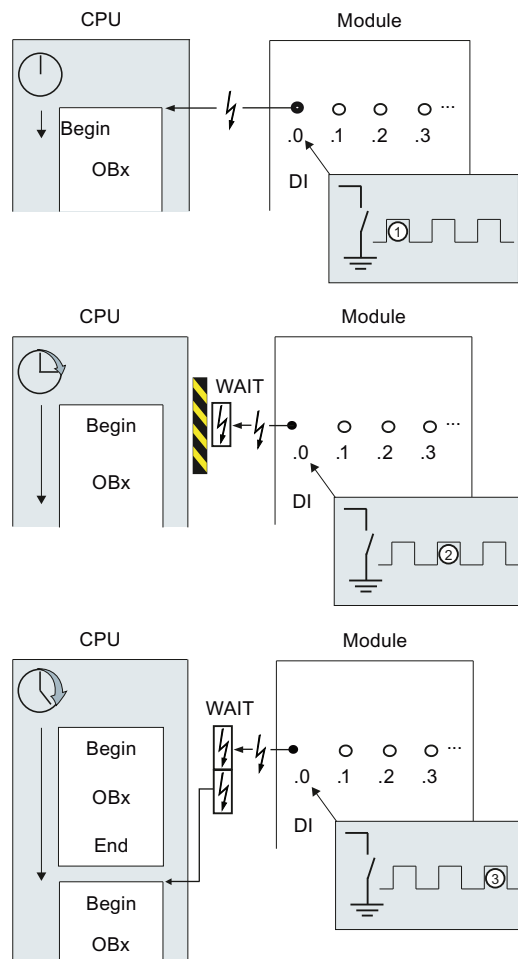 CPU Module
Begin
OBx
.0 .1 .2 .3 ...
DI
1
CPU Module
WAIT
Begin
OBx
.0 .1 .2 .3 ...
DI
2
CPU Module
WAIT
Begin
OBx
End
.0 .1 .2 .3 ...
DI
3
Begin
OBx